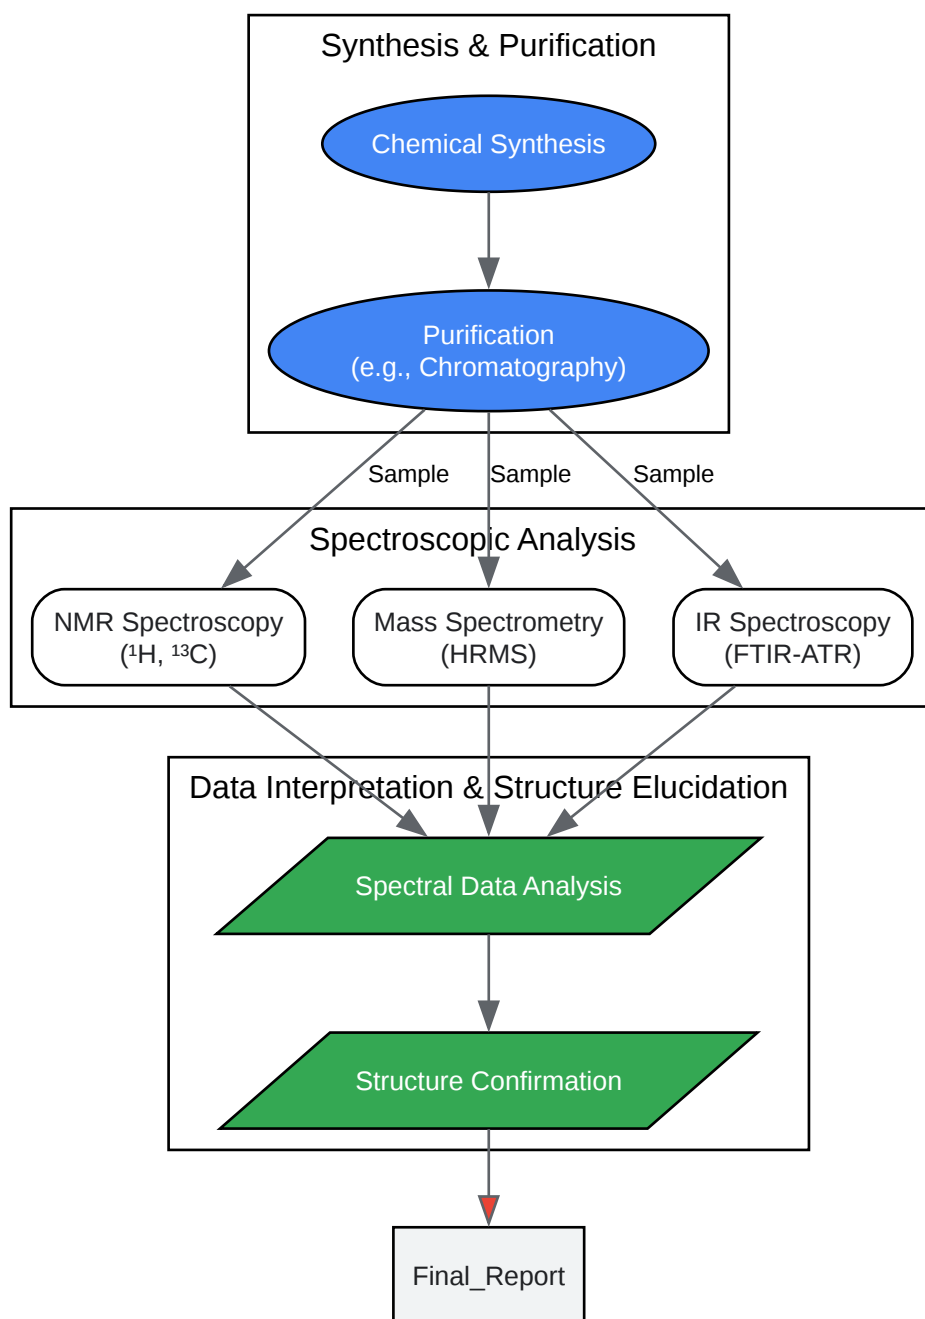 Synthesis & Purification
Chemical Synthesis
Purification
(e.g., Chromatography)
Sample
Sample
Sample
Spectroscopic Analysis
NMR Spectroscopy
(¹H, ¹³C)
Mass Spectrometry
(HRMS)
IR Spectroscopy
(FTIR-ATR)
Data Interpretation & Structure Elucidation
Spectral Data Analysis
Structure Confirmation
Final_Report